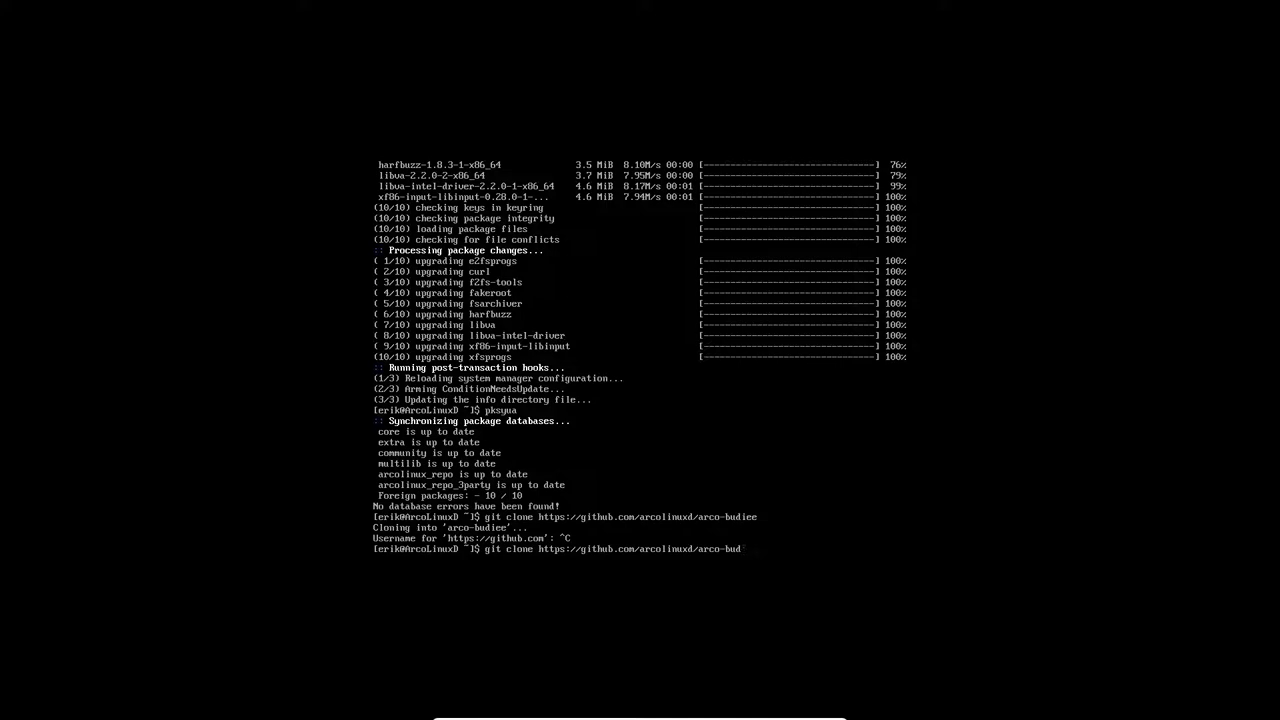 harfbuzz-1.8.3-1-x86_64 3.5 MiB 8.10M/s 00:00 [--------------------------------] 76%
libva-2.2.0-2-x86_64 3.7 MiB 7.95M/s 00:00 [--------------------------------] 79%
libva-intel-driver-2.2.0-1-x86_64 4.6 MiB 8.17M/s 00:01 [--------------------------------] 99%
xf86-input-libinput-0.28.0-1-... 4.6 MiB 7.94M/s 00:01 [--------------------------------] 100%
(10/10) checking keys in keyring [--------------------------------] 100%
(10/10) checking package integrity [--------------------------------] 100%
(10/10) loading package files [--------------------------------] 100%
(10/10) checking for file conflicts [--------------------------------] 100%
:: Processing package changes...
( 1/10) upgrading e2fsprogs [--------------------------------] 100%
( 2/10) upgrading curl [--------------------------------] 100%
( 3/10) upgrading f2fs-tools [--------------------------------] 100%
( 4/10) upgrading fakeroot [--------------------------------] 100%
( 5/10) upgrading fsarchiver [--------------------------------] 100%
( 6/10) upgrading harfbuzz [--------------------------------] 100%
( 7/10) upgrading libva [--------------------------------] 100%
( 8/10) upgrading libva-intel-driver [--------------------------------] 100%
( 9/10) upgrading xf86-input-libinput [--------------------------------] 100%
(10/10) upgrading xfsprogs [--------------------------------] 100%
:: Running post-transaction hooks...
(1/3) Reloading system manager configuration...
(2/3) Arming ConditionNeedsUpdate...
(3/3) Updating the info directory file...
[erik@ArcoLinuxD ~]$ pksyua
:: Synchronizing package databases...
core is up to date
extra is up to date
community is up to date
multilib is up to date
arcolinux_repo is up to date
arcolinux_repo_3party is up to date
Foreign packages: - 10 / 10
No database errors have been found!
[erik@ArcoLinuxD ~]$ git clone https://github.com/arcolinuxd/arco-budiee
Cloning into 'arco-budiee'...
Username for 'https://github.com': ^C
[erik@ArcoLinuxD ~]$ git clone https://github.com/arcolinuxd/arco-bud